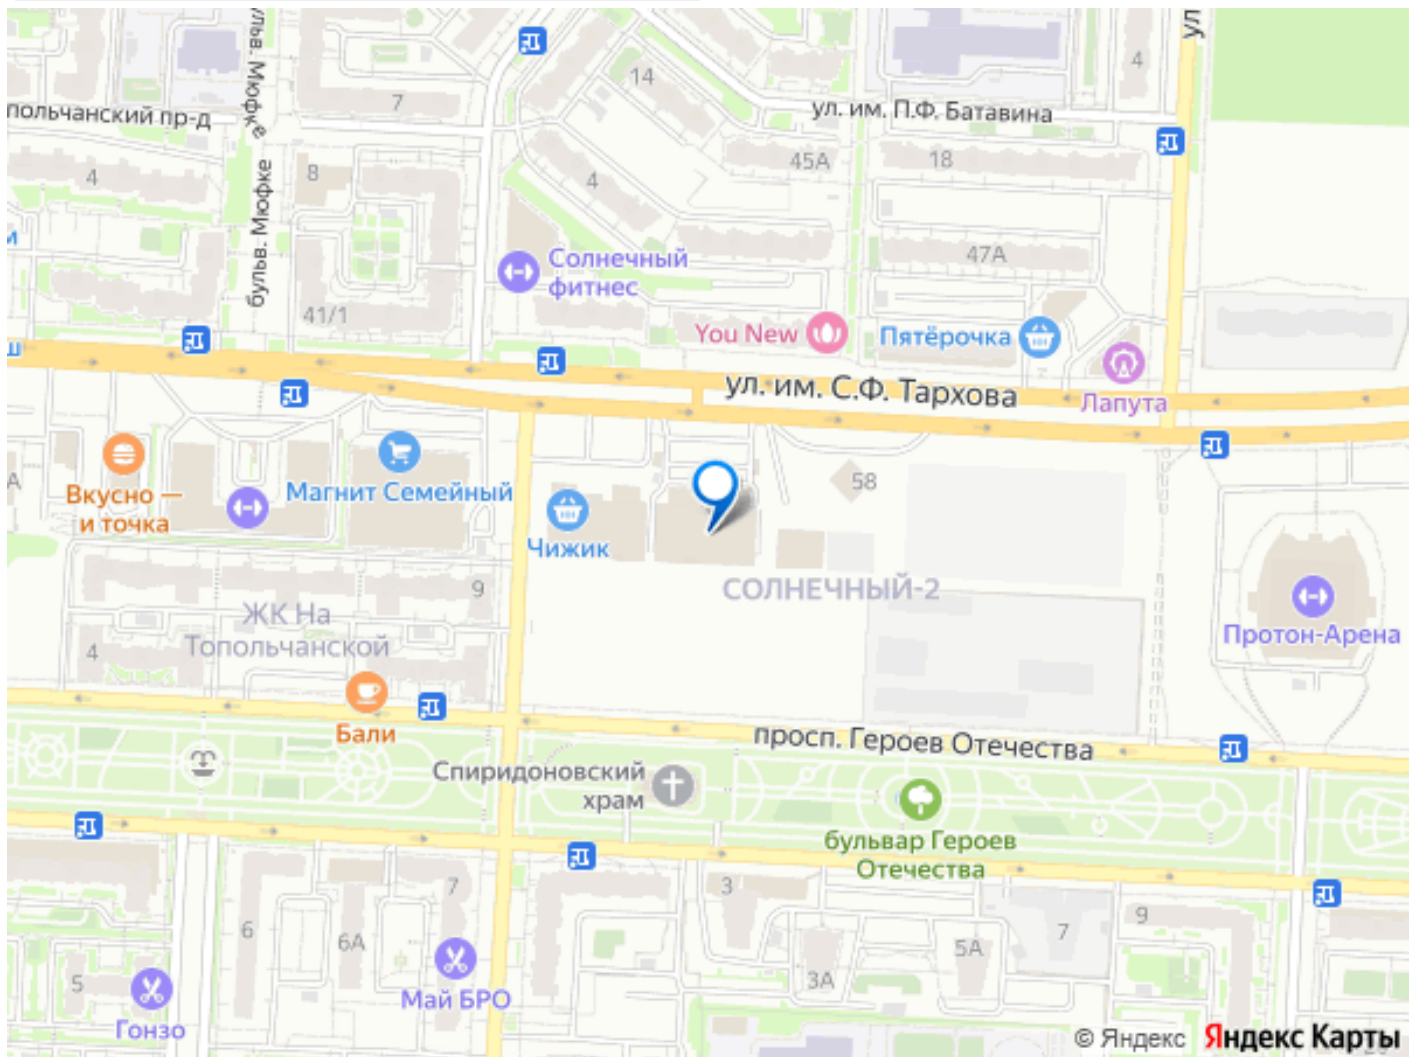 ульв. Мюфке
14
4
ул
7
ул. им. П.Ф. Батавина
польчанский пр-д
45А
18
4
8
4
бульв. Мюфке
м
Солнечный
фитнес
47А
41/1
You New
Пятёрочка
ш
ул. им. С.Ф. Тархова
Лапута
А
Вкусно —
и точка
Магнит Семейный
58
Чижик
СОЛНЕЧНЫЙ-2
9
ЖК На
Топольчанской
4
Протон-Арена
Бали
просп. Героев Отечества
Спиридоновский
храм
бульвар Героев
Отечества
7
3
6
6А
9
7
5А
5
3А
Май БРО
Гонзо
© Яндекс Яндекс Карты